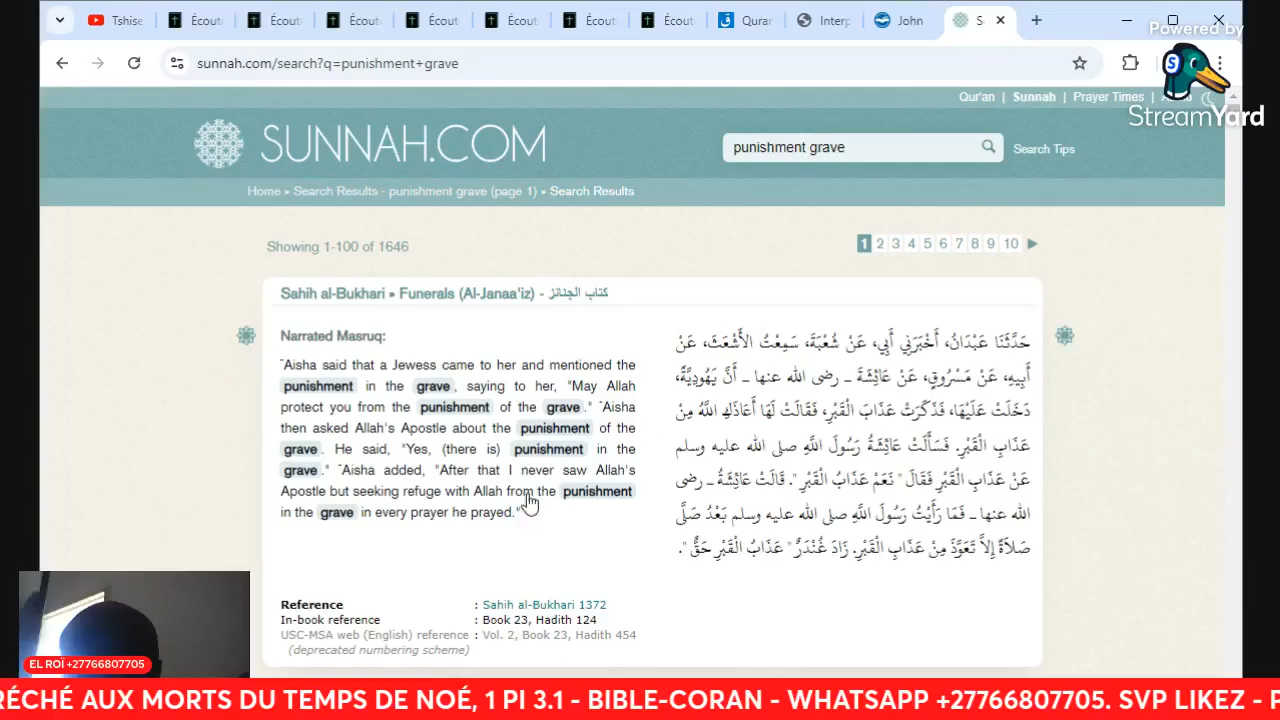 Tshise
Écout
Écout
Écout
Écout
Écout
Écout
Écout
Qurar
Interp
John
S
Powered by
sunnah.com/search?q=punishment+grave
StreamYard
Qur'an | Sunnah | Prayer Times |
SUNNAH.COM
punishment grave
Search Tips
Home » Search Results - punishment grave (page 1) » Search Results
Showing 1-100 of 1646
1 2 3 4 5 6 7 8 9 10
Sahih al-Bukhari » Funerals (Al-Janaa'iz) - كتاب الجنائز
Narrated Masruq:
`Aisha said that a Jewess came to her and mentioned the
punishment in the grave, saying to her, "May Allah
protect you from the punishment of the grave." `Aisha
then asked Allah's Apostle about the punishment of the
grave. He said, "Yes, (there is) punishment in the
grave." `Aisha added, "After that I never saw Allah's
Apostle but seeking refuge with Allah from the punishment
in the grave in every prayer he prayed."
حَدَّثَنَا عَبْدَانُ، أَخْبَرَنِي أَبِي، عَنْ شُعْبَةَ، سَمِعْتُ الأَشْعَثَ، عَنْ
أَبِيهِ، عَنْ مَسْرُوقٍ، عَنْ عَائِشَةَ ـ رضى الله عنها ـ أَنَّ يَهُودِيَّةً،
دَخَلَتْ عَلَيْهَا، فَذَكَرَتْ عَذَابَ الْقَبْرِ، فَقَالَتْ لَهَا أَعَاذَكِ اللَّهُ مِنْ
عَذَابِ الْقَبْرِ. فَسَأَلَتْ عَائِشَةُ رَسُولَ اللَّهِ صلى الله عليه وسلم
عَنْ عَذَابِ الْقَبْرِ فَقَالَ " نَعَمْ عَذَابُ الْقَبْرِ ". قَالَتْ عَائِشَةُ ـ رضى
الله عنها ـ فَمَا رَأَيْتُ رَسُولَ اللَّهِ صلى الله عليه وسلم بَعْدُ صَلَّى
صَلاَةً إِلاَّ تَعَوَّذَ مِنْ عَذَابِ الْقَبْرِ. زَادَ غُنْدَرٌ " عَذَابُ الْقَبْرِ حَقٌّ ".
Reference : Sahih al-Bukhari 1372
In-book reference : Book 23, Hadith 124
USC-MSA web (English) reference : Vol. 2, Book 23, Hadith 454
(deprecated numbering scheme)
EL ROÏ +27766807705
RÉCHÉ AUX MORTS DU TEMPS DE NOÉ, 1 PI 3.1 - BIBLE-CORAN - WHATSAPP +27766807705. SVP LIKEZ - P